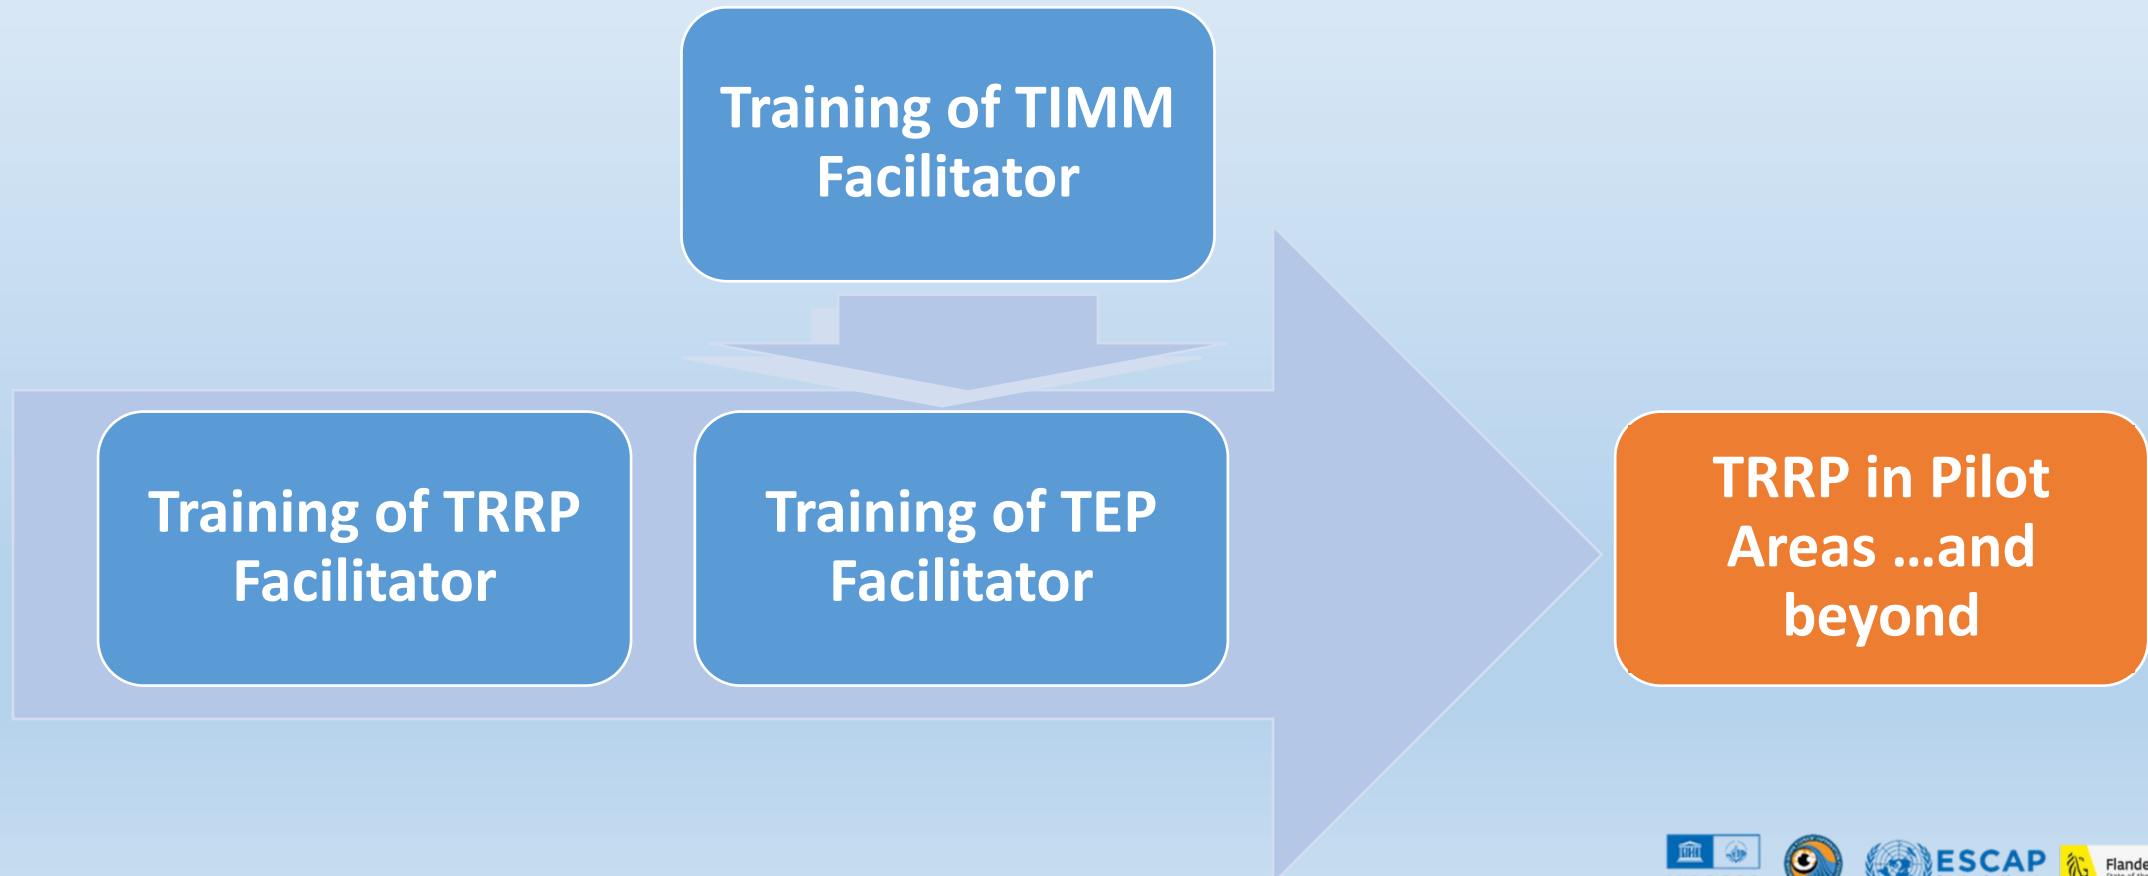 Training of TIMM
Facilitator
Training of TRRP
Facilitator
Training of TEP
Facilitator
TRRP in Pilot
Areas ...and
beyond
ESCAP
Flande